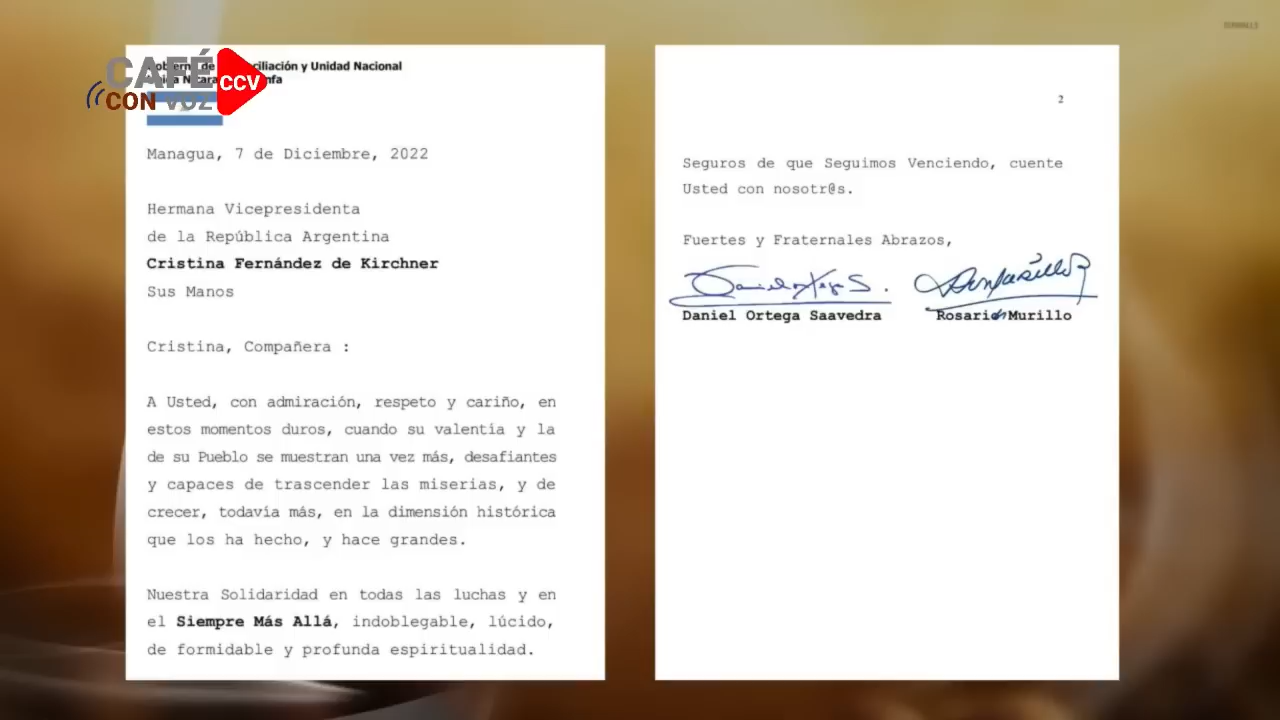 CAFÉ
CON VOZ
CCV
Gobierno de Reconciliación y Unidad Nacional
Managua, 7 de Diciembre, 2022
Hermana Vicepresidenta
de la República Argentina
Cristina Fernández de Kirchner
Sus Manos
Cristina, Compañera :
A Usted, con admiración, respeto y cariño, en
estos momentos duros, cuando su valentía y la
de su Pueblo se muestran una vez más, desafiantes
y capaces de trascender las miserias, y de
crecer, todavía más, en la dimensión histórica
que los ha hecho, y hace grandes.
Nuestra Solidaridad en todas las luchas y en
el Siempre Más Allá, indoblegable, lúcido,
de formidable y profunda espiritualidad.
2
Seguros de que Seguimos Venciendo, cuente
Usted con nosotr@s.
Fuertes y Fraternales Abrazos,
Daniel Ortega Saavedra
Rosario Murillo